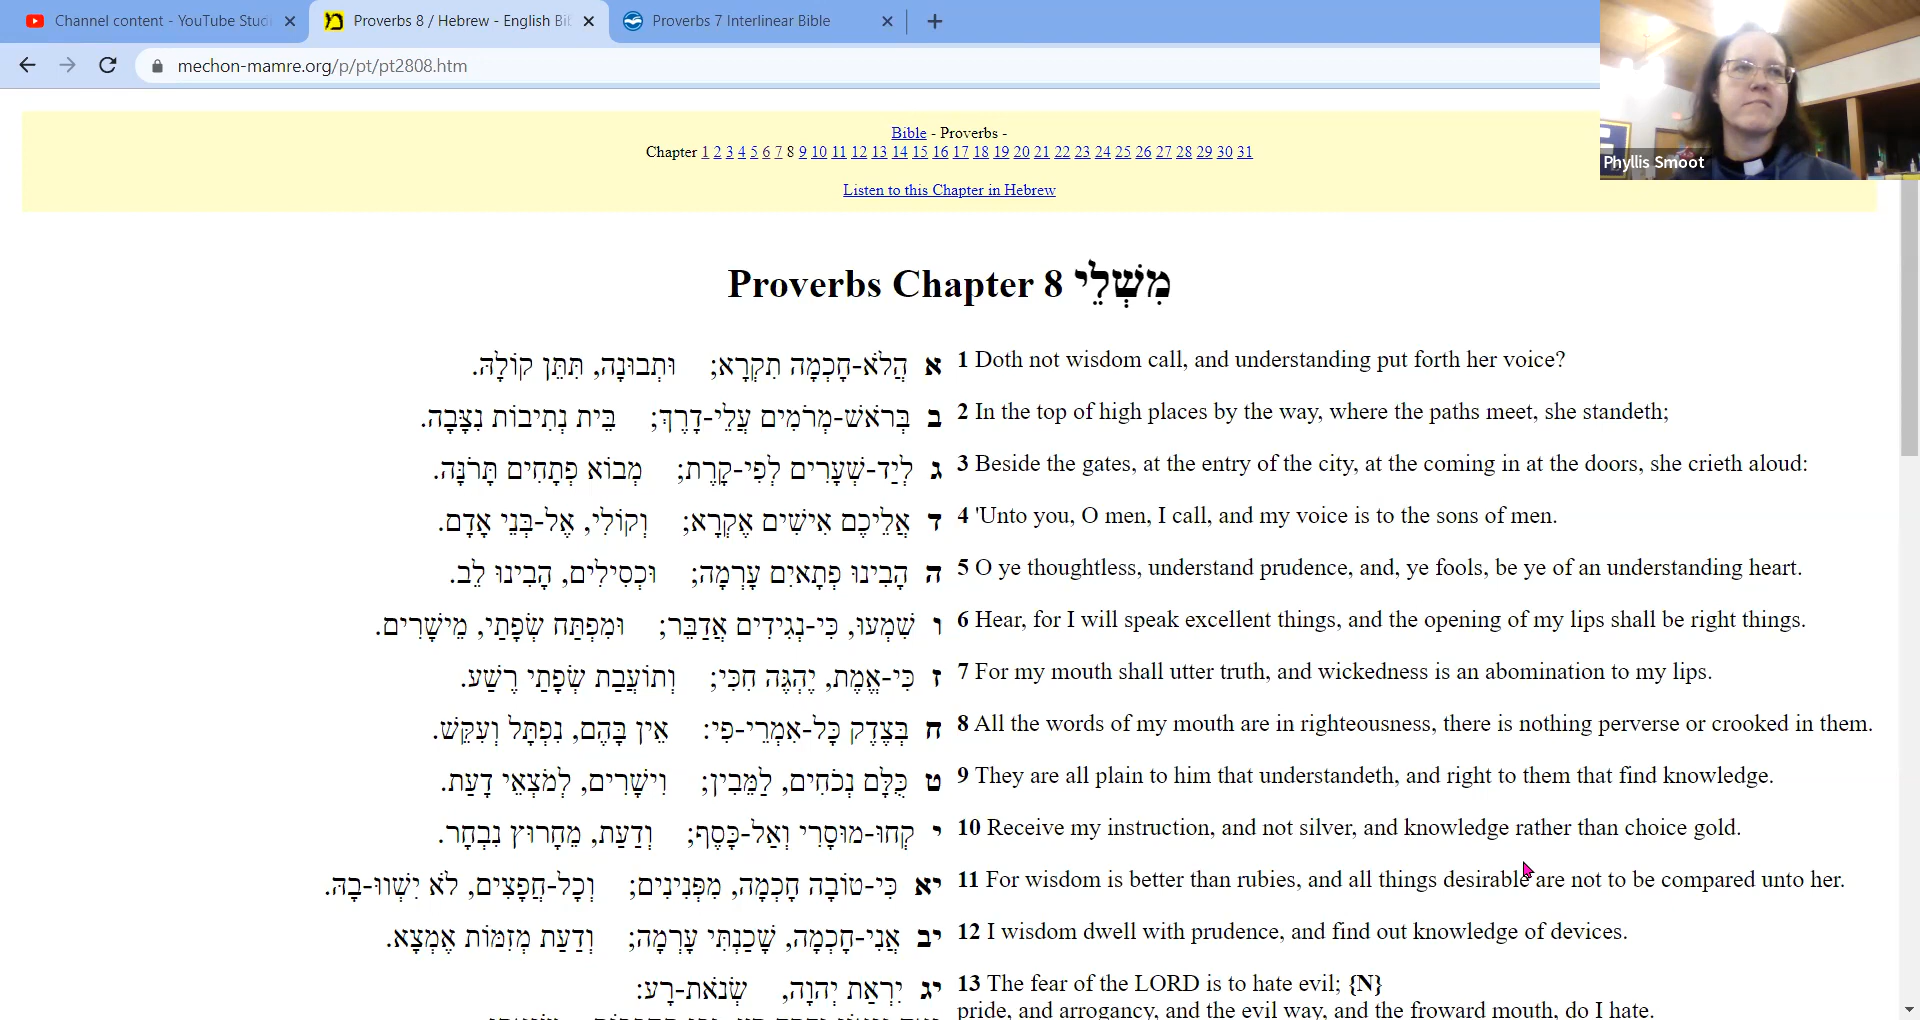 Channel content - YouTube Studi
Proverbs 8 / Hebrew - English Bib
Proverbs 7 Interlinear Bible
mechon-mamre.org/p/pt/pt2808.htm
Phyllis Smoot
Bible - Proverbs -
Chapter 1 2 3 4 5 6 7 8 9 10 11 12 13 14 15 16 17 18 19 20 21 22 23 24 25 26 27 28 29 30 31
Listen to this Chapter in Hebrew
Proverbs Chapter 8 מִשְׁלֵי
א הֲלֹא-חָכְמָה תִקְרָא; וּתְבוּנָה, תִּתֵּן קוֹלָהּ.
1 Doth not wisdom call, and understanding put forth her voice?
ב בְּרֹאשׁ-מְרֹמִים עֲלֵי-דָרֶךְ; בֵּית נְתִיבוֹת נִצָּבָה.
2 In the top of high places by the way, where the paths meet, she standeth;
ג לְיַד-שְׁעָרִים לְפִי-קָרֶת; מְבוֹא פְתָחִים תָּרֹנָּה.
3 Beside the gates, at the entry of the city, at the coming in at the doors, she crieth aloud:
ד אֲלֵיכֶם אִישִׁים אֶקְרָא; וְקוֹלִי, אֶל-בְּנֵי אָדָם.
4 'Unto you, O men, I call, and my voice is to the sons of men.
ה הָבִינוּ פְתָאיִם עָרְמָה; וּכְסִילִים, הָבִינוּ לֵב.
5 O ye thoughtless, understand prudence, and, ye fools, be ye of an understanding heart.
ו שִׁמְעוּ, כִּי-נְגִידִים אֲדַבֵּר; וּמִפְתַּח שְׂפָתַי, מֵישָׁרִים.
6 Hear, for I will speak excellent things, and the opening of my lips shall be right things.
ז כִּי-אֱמֶת, יֶהְגֶּה חִכִּי; וְתוֹעֲבַת שְׂפָתַי רֶשַׁע.
7 For my mouth shall utter truth, and wickedness is an abomination to my lips.
ח בְּצֶדֶק כָּל-אִמְרֵי-פִי: אֵין בָּהֶם, נִפְתָּל וְעִקֵּשׁ.
8 All the words of my mouth are in righteousness, there is nothing perverse or crooked in them.
ט כֻּלָּם נְכֹחִים, לַמֵּבִין; וִישָׁרִים, לְמֹצְאֵי דָעַת.
9 They are all plain to him that understandeth, and right to them that find knowledge.
י קְחוּ-מוּסָרִי וְאַל-כָּסֶף; וְדַעַת, מֵחָרוּץ נִבְחָר.
10 Receive my instruction, and not silver, and knowledge rather than choice gold.
יא כִּי-טוֹבָה חָכְמָה, מִפְּנִינִים; וְכָל-חֲפָצִים, לֹא יִשְׁווּ-בָהּ.
11 For wisdom is better than rubies, and all things desirable are not to be compared unto her.
יב אֲנִי-חָכְמָה, שָׁכַנְתִּי עָרְמָה; וְדַעַת מְזִמּוֹת אֶמְצָא.
12 I wisdom dwell with prudence, and find out knowledge of devices.
יג יִרְאַת יְהוָה, שְׂנֹאת-רָע:
13 The fear of the LORD is to hate evil; {N}
pride, and arrogancy, and the evil way, and the froward mouth, do I hate.